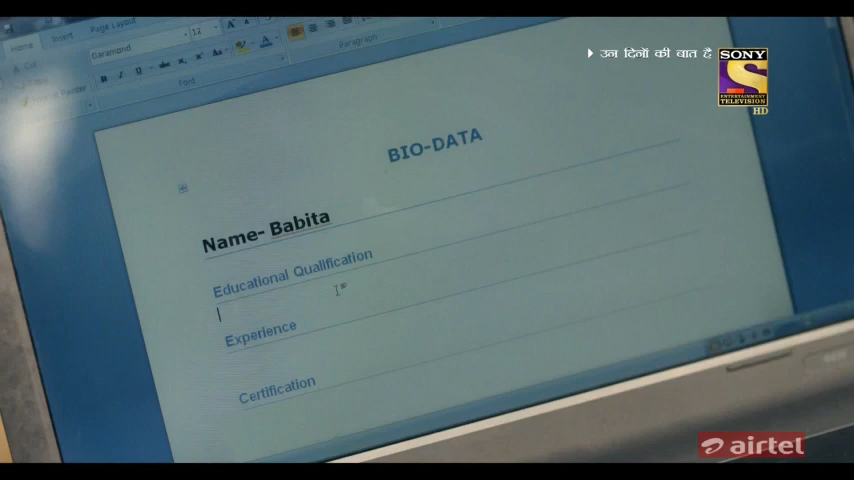 Home Insert Page Layout
Cut
Garamond 12
Font
Paragraph
उन दिनों की बात है
SONY
ENTERTAINMENT
TELEVISION
HD
BIO-DATA
Name- Babita
Educational Qualification
Experience
Certification
airtel